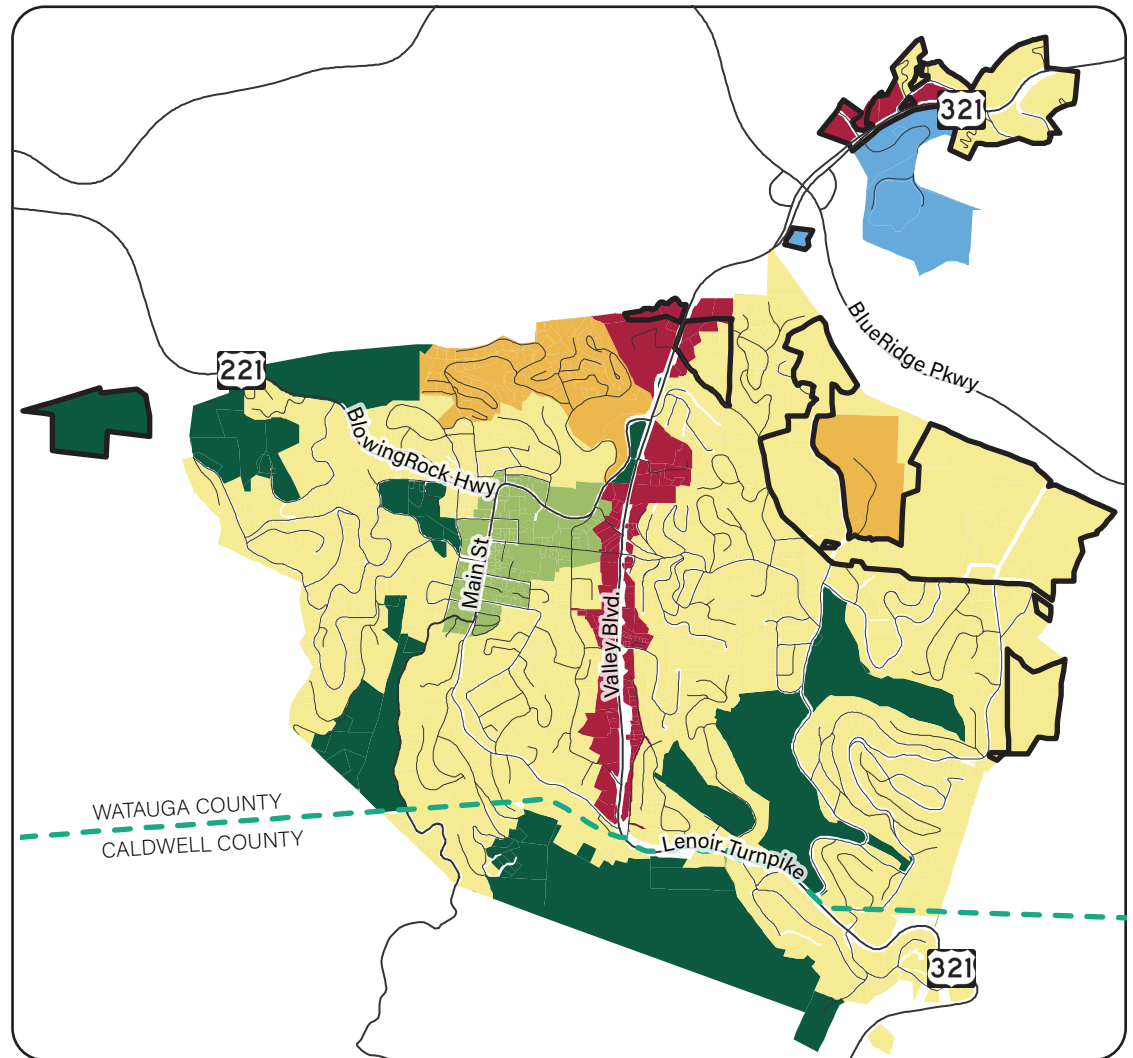 321
BlueRidge Pkwy
221
BlowingRock Hwy
Main St
Valley Blvd.
WATAUGA COUNTY
CALDWELL COUNTY
Lenoir Turnpike
321